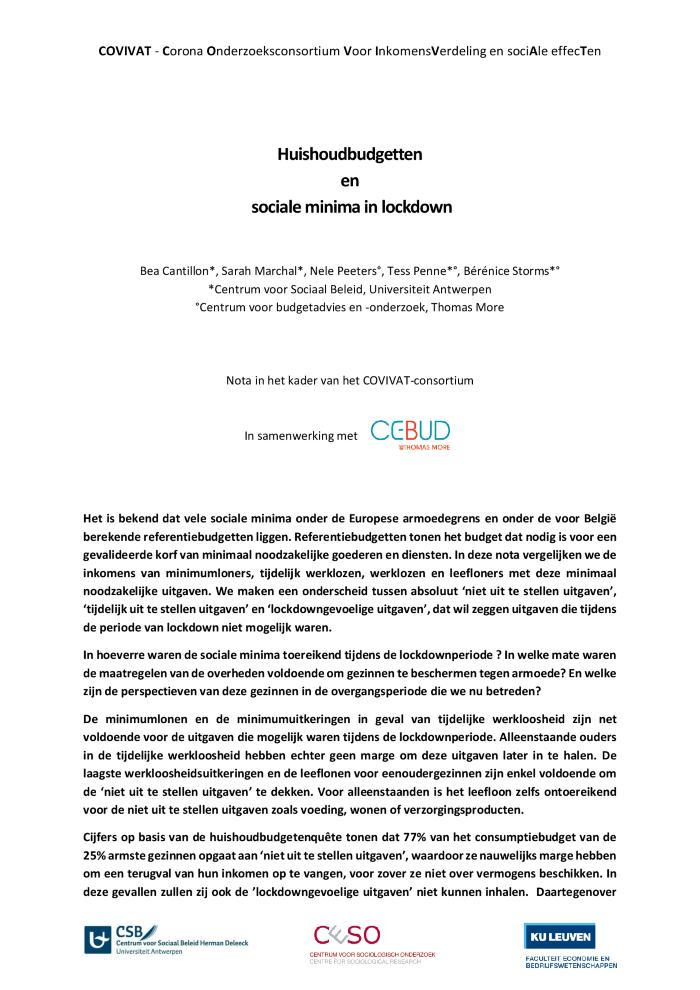 COVIVAT - Corona Onderzoeksconsortium Voor InkomensVerdeling en sociAle effecTen
Huishoudbudgetten
en
sociale minima in lockdown
Bea Cantillon*, Sarah Marchal*, Nele Peeters°, Tess Penne*°, Bérénice Storms*°
*Centrum voor Sociaal Beleid, Universiteit Antwerpen
°Centrum voor budgetadvies en -onderzoek, Thomas More
Nota in het kader van het COVIVAT-consortium
In samenwerking met CEBUD
@THOMAS MORE
Het is bekend dat vele sociale minima onder de Europese armoedegrens en onder de voor België
berekende referentiebudgetten liggen. Referentiebudgetten tonen het budget dat nodig is voor een
gevalideerde korf van minimaal noodzakelijke goederen en diensten. In deze nota vergelijken we de
inkomens van minimumloners, tijdelijk werklozen, werklozen en leefloners met deze minimaal
noodzakelijke uitgaven. We maken een onderscheid tussen absoluut ‘niet uit te stellen uitgaven’,
‘tijdelijk uit te stellen uitgaven’ en ‘lockdowngevoelige uitgaven’, dat wil zeggen uitgaven die tijdens
de periode van lockdown niet mogelijk waren.
In hoeverre waren de sociale minima toereikend tijdens de lockdownperiode ? In welke mate waren
de maatregelen van de overheden voldoende om gezinnen te beschermen tegen armoede? En welke
zijn de perspectieven van deze gezinnen in de overgangsperiode die we nu betreden?
De minimumlonen en de minimumuitkeringen in geval van tijdelijke werkloosheid zijn net
voldoende voor de uitgaven die mogelijk waren tijdens de lockdownperiode. Alleenstaande ouders
in de tijdelijke werkloosheid hebben echter geen marge om deze uitgaven later in te halen. De
laagste werkloosheidsuitkeringen en de leeflonen voor eenoudergezinnen zijn enkel voldoende om
de ‘niet uit te stellen uitgaven’ te dekken. Voor alleenstaanden is het leefloon zelfs ontoereikend
voor de niet uit te stellen uitgaven zoals voeding, wonen of verzorgingsproducten.
Cijfers op basis van de huishoudbudgetenquête tonen dat 77% van het consumptiebudget van de
25% armste gezinnen opgaat aan ‘niet uit te stellen uitgaven’, waardoor ze nauwelijks marge hebben
om een terugval van hun inkomen op te vangen, voor zover ze niet over vermogens beschikken. In
deze gevallen zullen zij ook de ’lockdowngevoelige uitgaven’ niet kunnen inhalen. Daartegenover
CSB
Centrum voor Sociaal Beleid Herman Deleeck
Universiteit Antwerpen
CESO
CENTRUM VOOR SOCIOLOGISCH ONDERZOEK
CENTRE FOR SOCIOLOGICAL RESEARCH
KU LEUVEN
FACULTEIT ECONOMIE EN
BEDRIJFSWETENSCHAPPEN